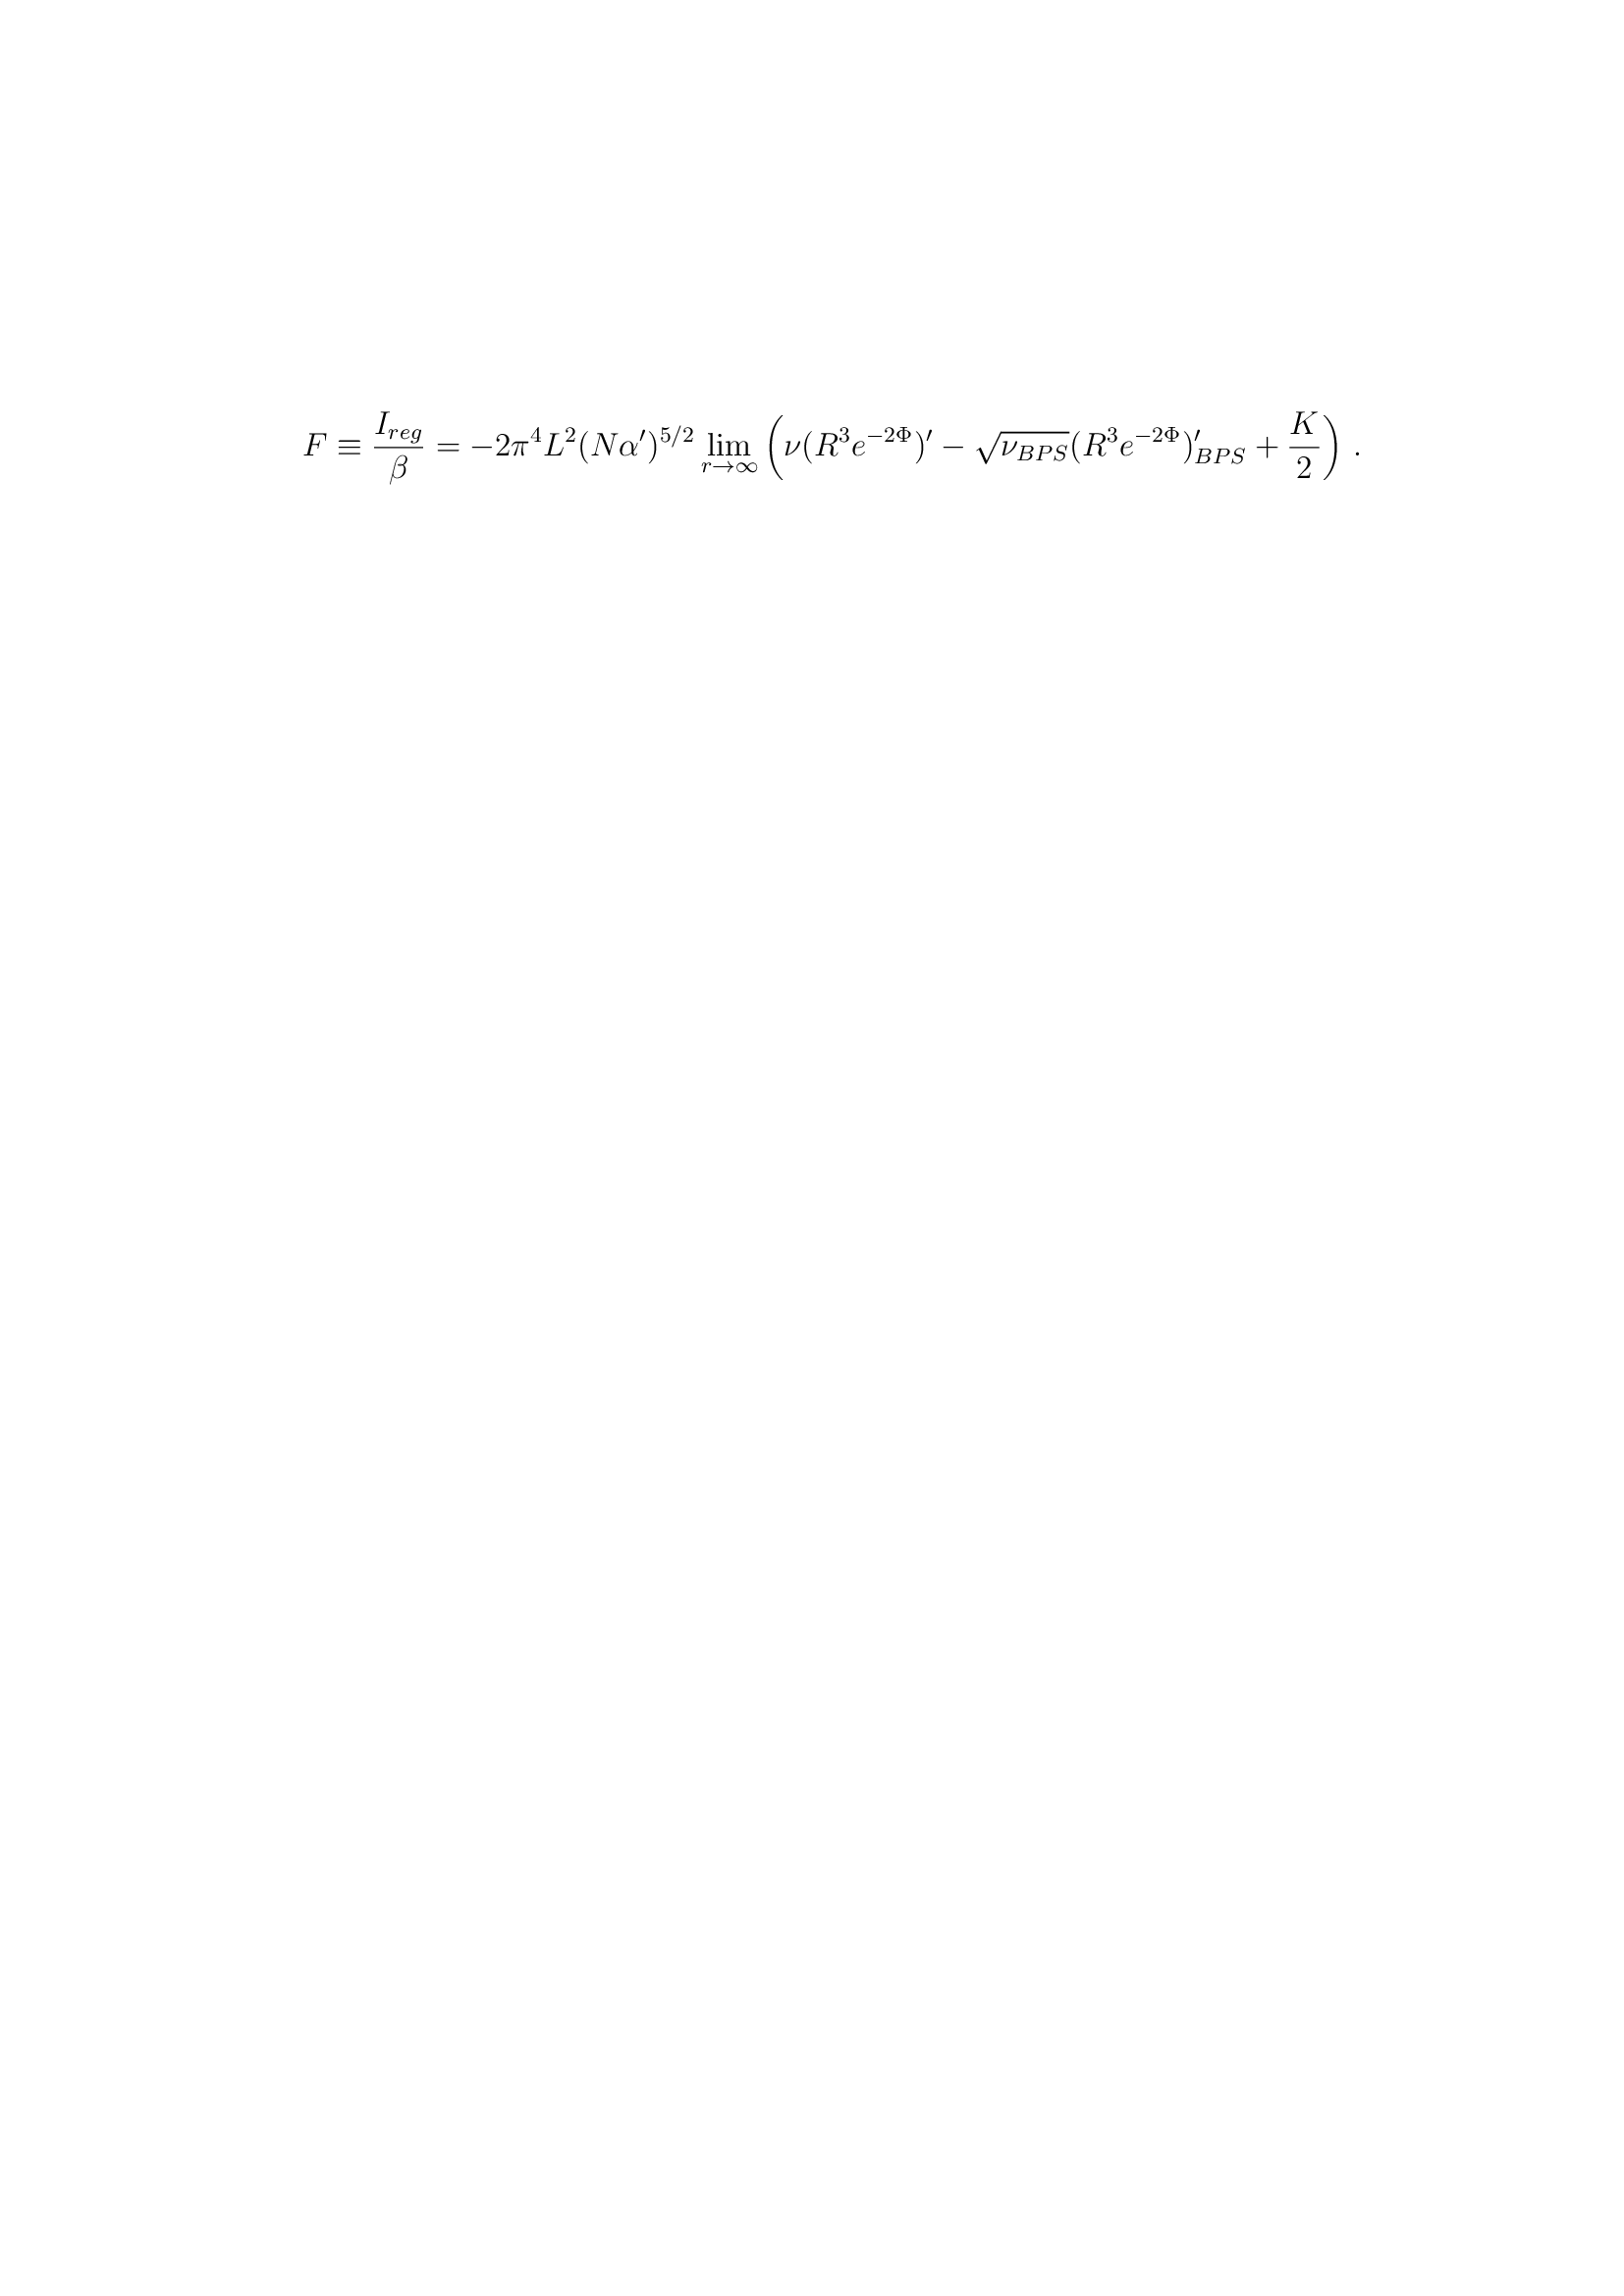 $F \equiv \frac{I_{reg}}{\beta} = -2\pi^4 L^2 (N\alpha')^{5/2} \lim_{r \to \infty} \left( \nu (R^3 e^{-2\Phi})' - \sqrt{\nu_{BPS}} (R^3 e^{-2\Phi})'_{BPS} + \frac{K}{2} \right) \, .$